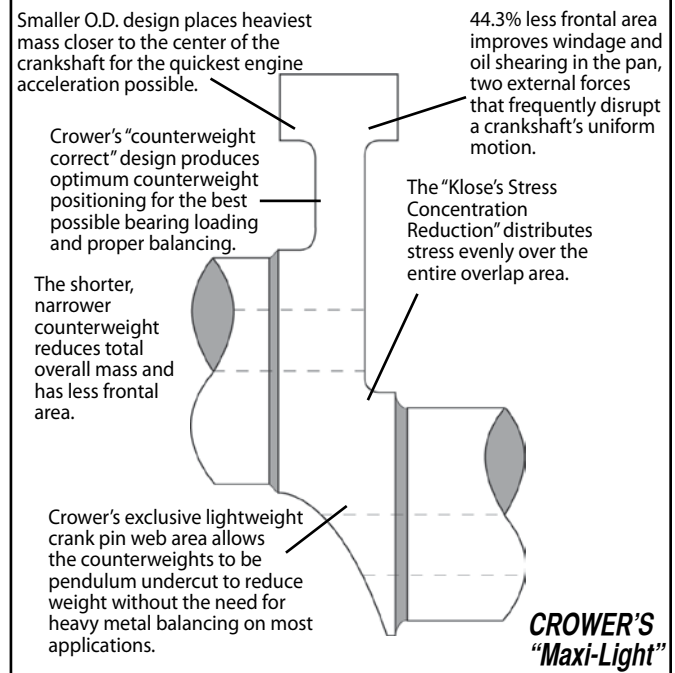 Smaller O.D. design places heaviest
mass closer to the center of the
crankshaft for the quickest engine
acceleration possible.
44.3% less frontal area
improves windage and
oil shearing in the pan,
two external forces
that frequently disrupt
a crankshaft's uniform
motion.
Crower's “counterweight
correct” design produces
optimum counterweight
positioning for the best
possible bearing loading
and proper balancing.
The “Klose's Stress
Concentration
Reduction” distributes
stress evenly over the
entire overlap area.
The shorter,
narrower
counterweight
reduces total
overall mass and
has less frontal
area.
Crower's exclusive lightweight
crank pin web area allows
the counterweights to be
pendulum undercut to reduce
weight without the need for
heavy metal balancing on most
applications.
CROWER'S
“Maxi-Light”